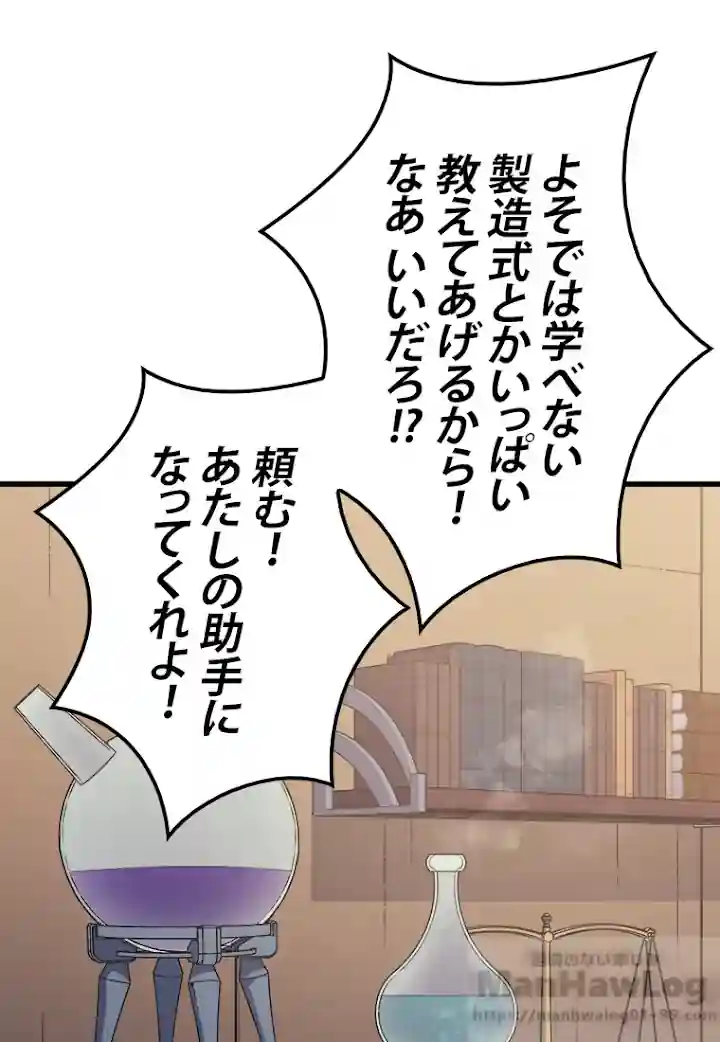 よそでは学べない
製造式とかいっぱい
教えてあげるから！
なあ いいだろ!?
頼む！
あたしの助手に
なってくれよ！
ManHawLog